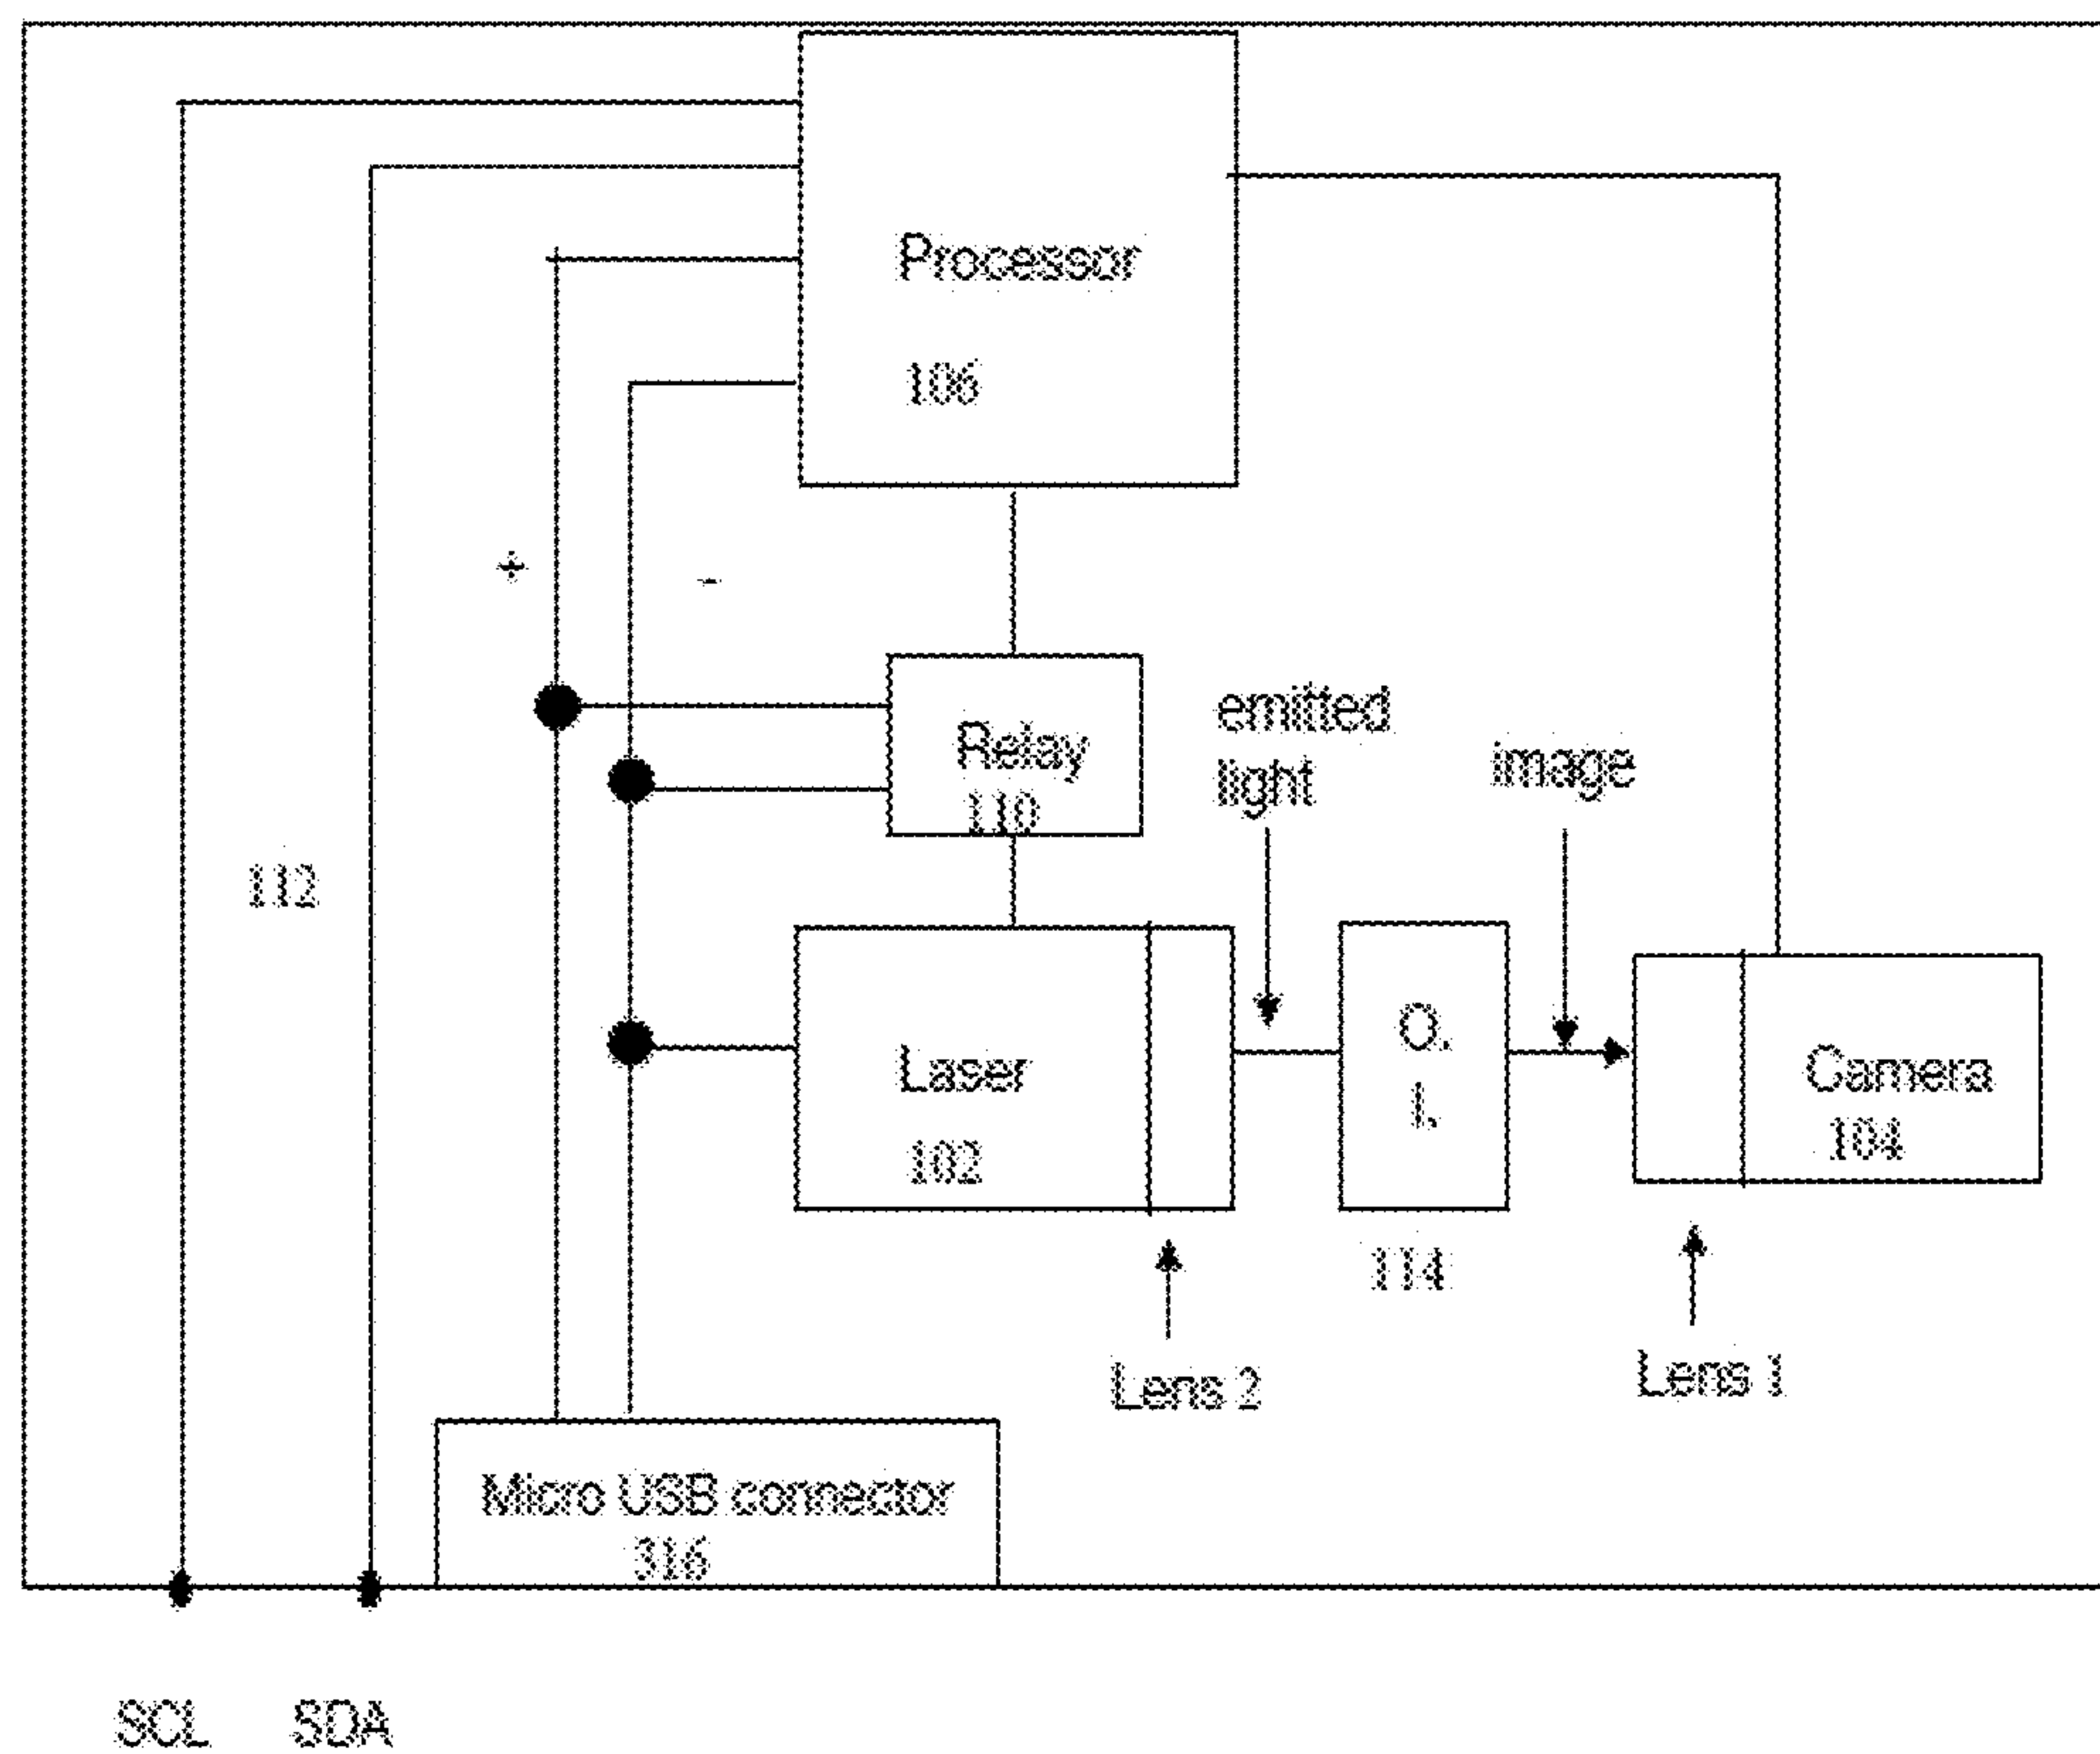 Processor
106
+
-
Relay
110
emitted
light
image
112
Laser
102
O.
I.
114
Camera
104
Lens 2
Lens 1
Micro USB connector
316
SCL
SDA